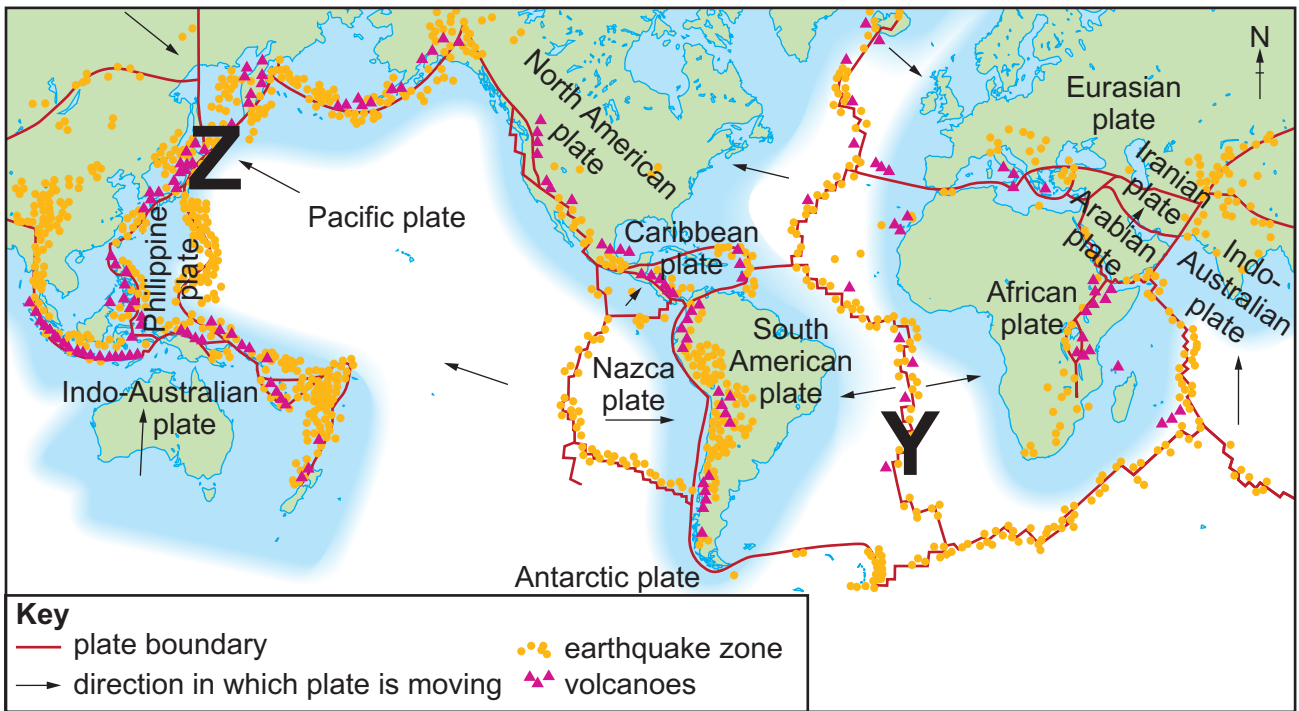 N
North American
plate
Eurasian
plate
Iranian
plate
Arabian
plate
Indo-
Australian
plate
Z
Pacific plate
Philippine
plate
Caribbean
plate
African
plate
South
American
plate
Nazca
plate
Indo-Australian
plate
Y
Antarctic plate
Key
plate boundary
earthquake zone
direction in which plate is moving
volcanoes